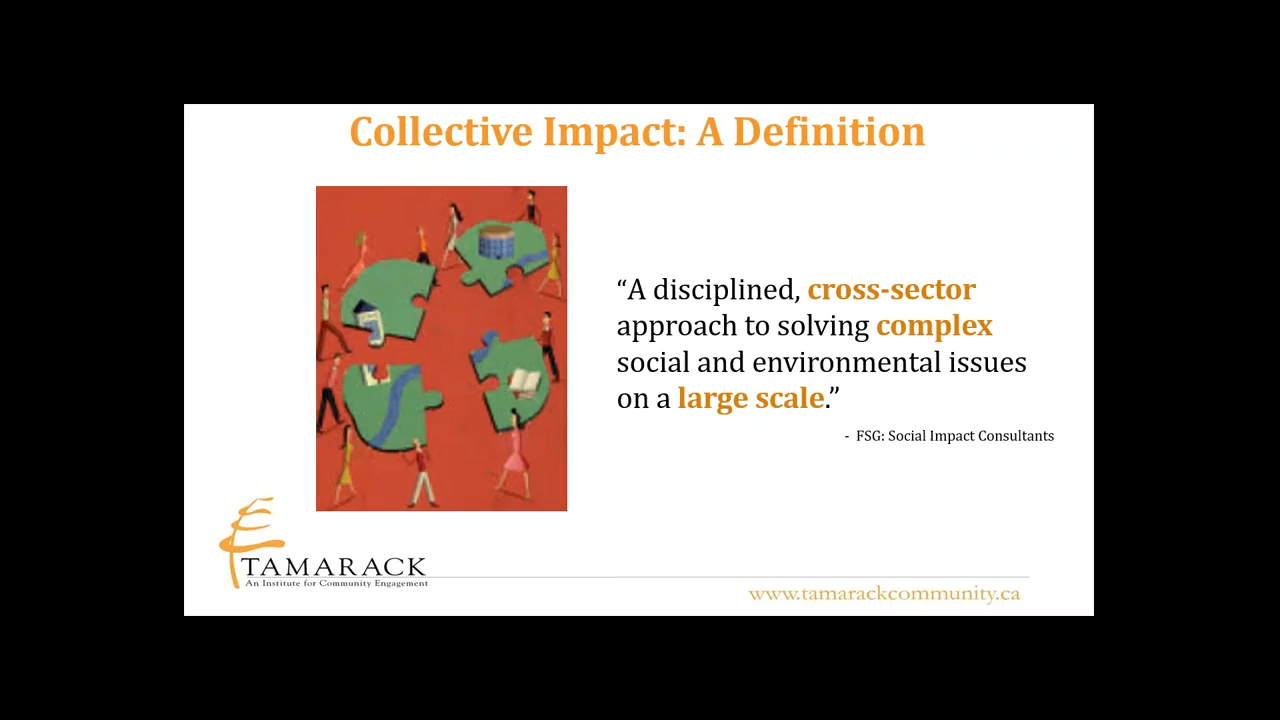 Collective Impact: A Definition
“A disciplined, cross-sector
approach to solving complex
social and environmental issues
on a large scale.”
- FSG: Social Impact Consultants
TAMARACK
An Institute for Community Engagement
www.tamarackcommunity.ca